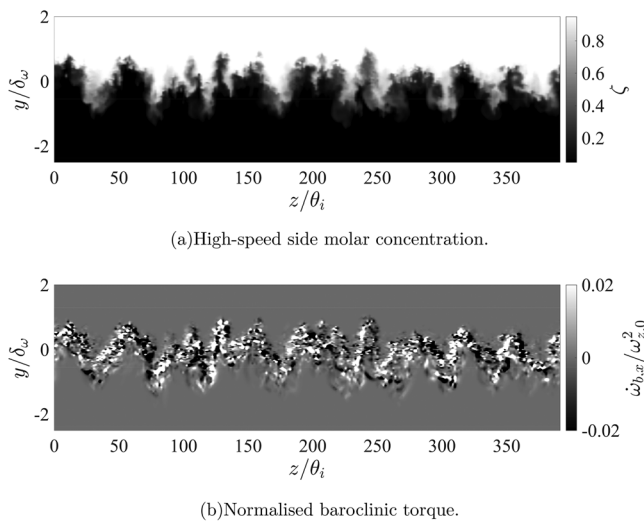 2
0
-2
y/δω
0 50 100 150 200 250 300 350
z/θi
0.8
0.6
0.4
0.2
ζ
(a)High-speed side molar concentration.
2
0
-2
y/δω
0 50 100 150 200 250 300 350
z/θi
0.02
0
-0.02
ω̇b,x/ω²z,0
(b)Normalised baroclinic torque.